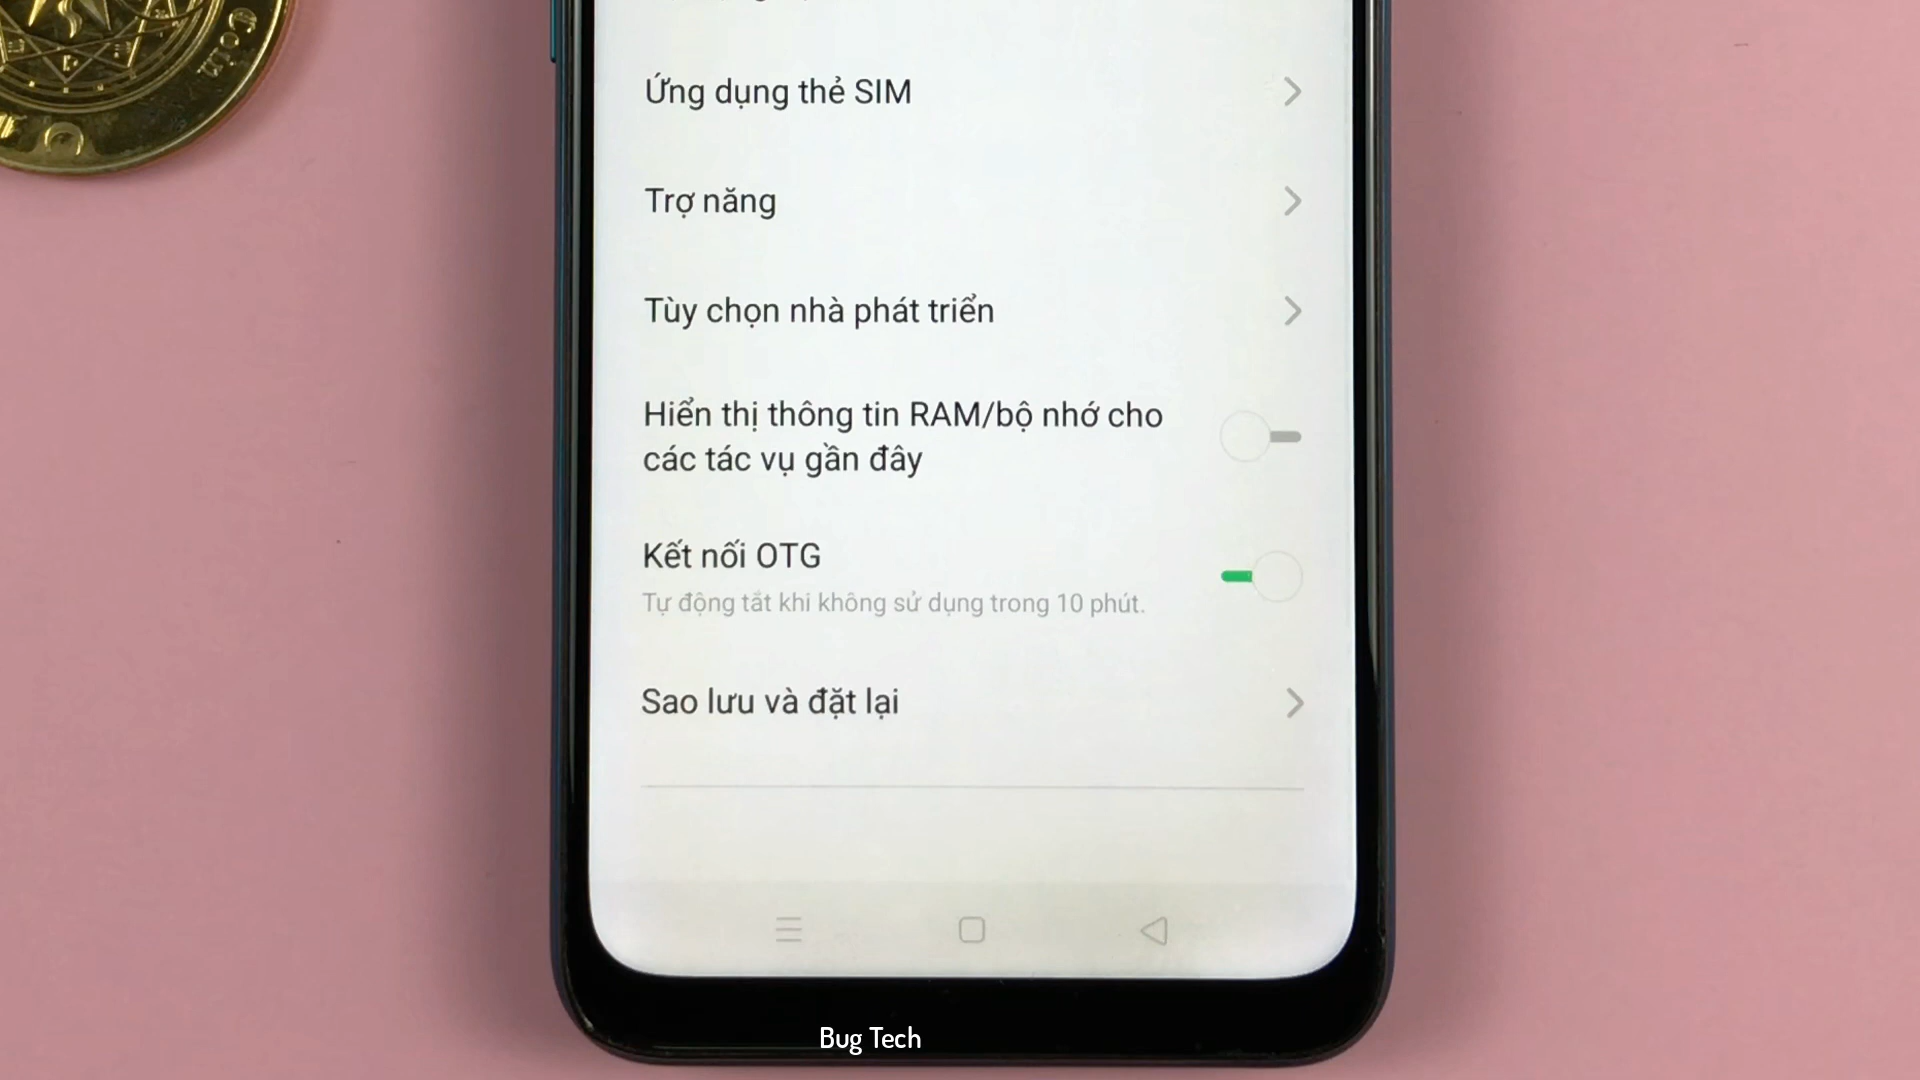 Coin
Ứng dụng thẻ SIM
Trợ năng
Tùy chọn nhà phát triển
Hiển thị thông tin RAM/bộ nhớ cho
các tác vụ gần đây
Kết nối OTG
Tự động tắt khi không sử dụng trong 10 phút.
Sao lưu và đặt lại
Bug Tech